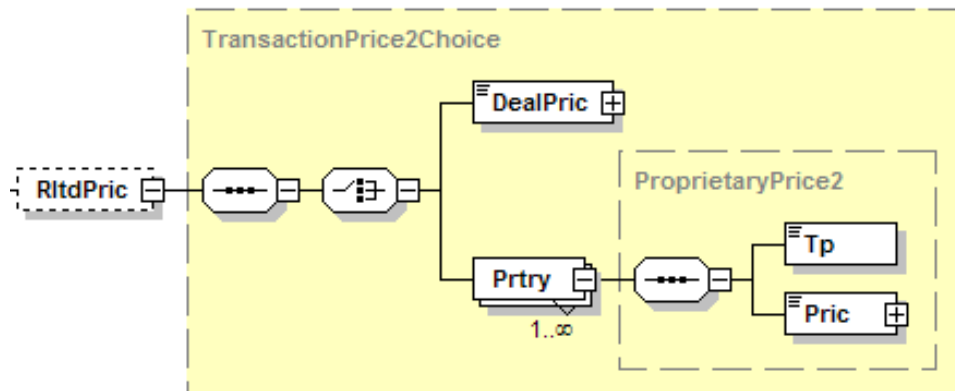 TransactionPrice2Choice
DealPric
RltdPric
ProprietaryPrice2
Tp
Prtry
Pric
1..∞